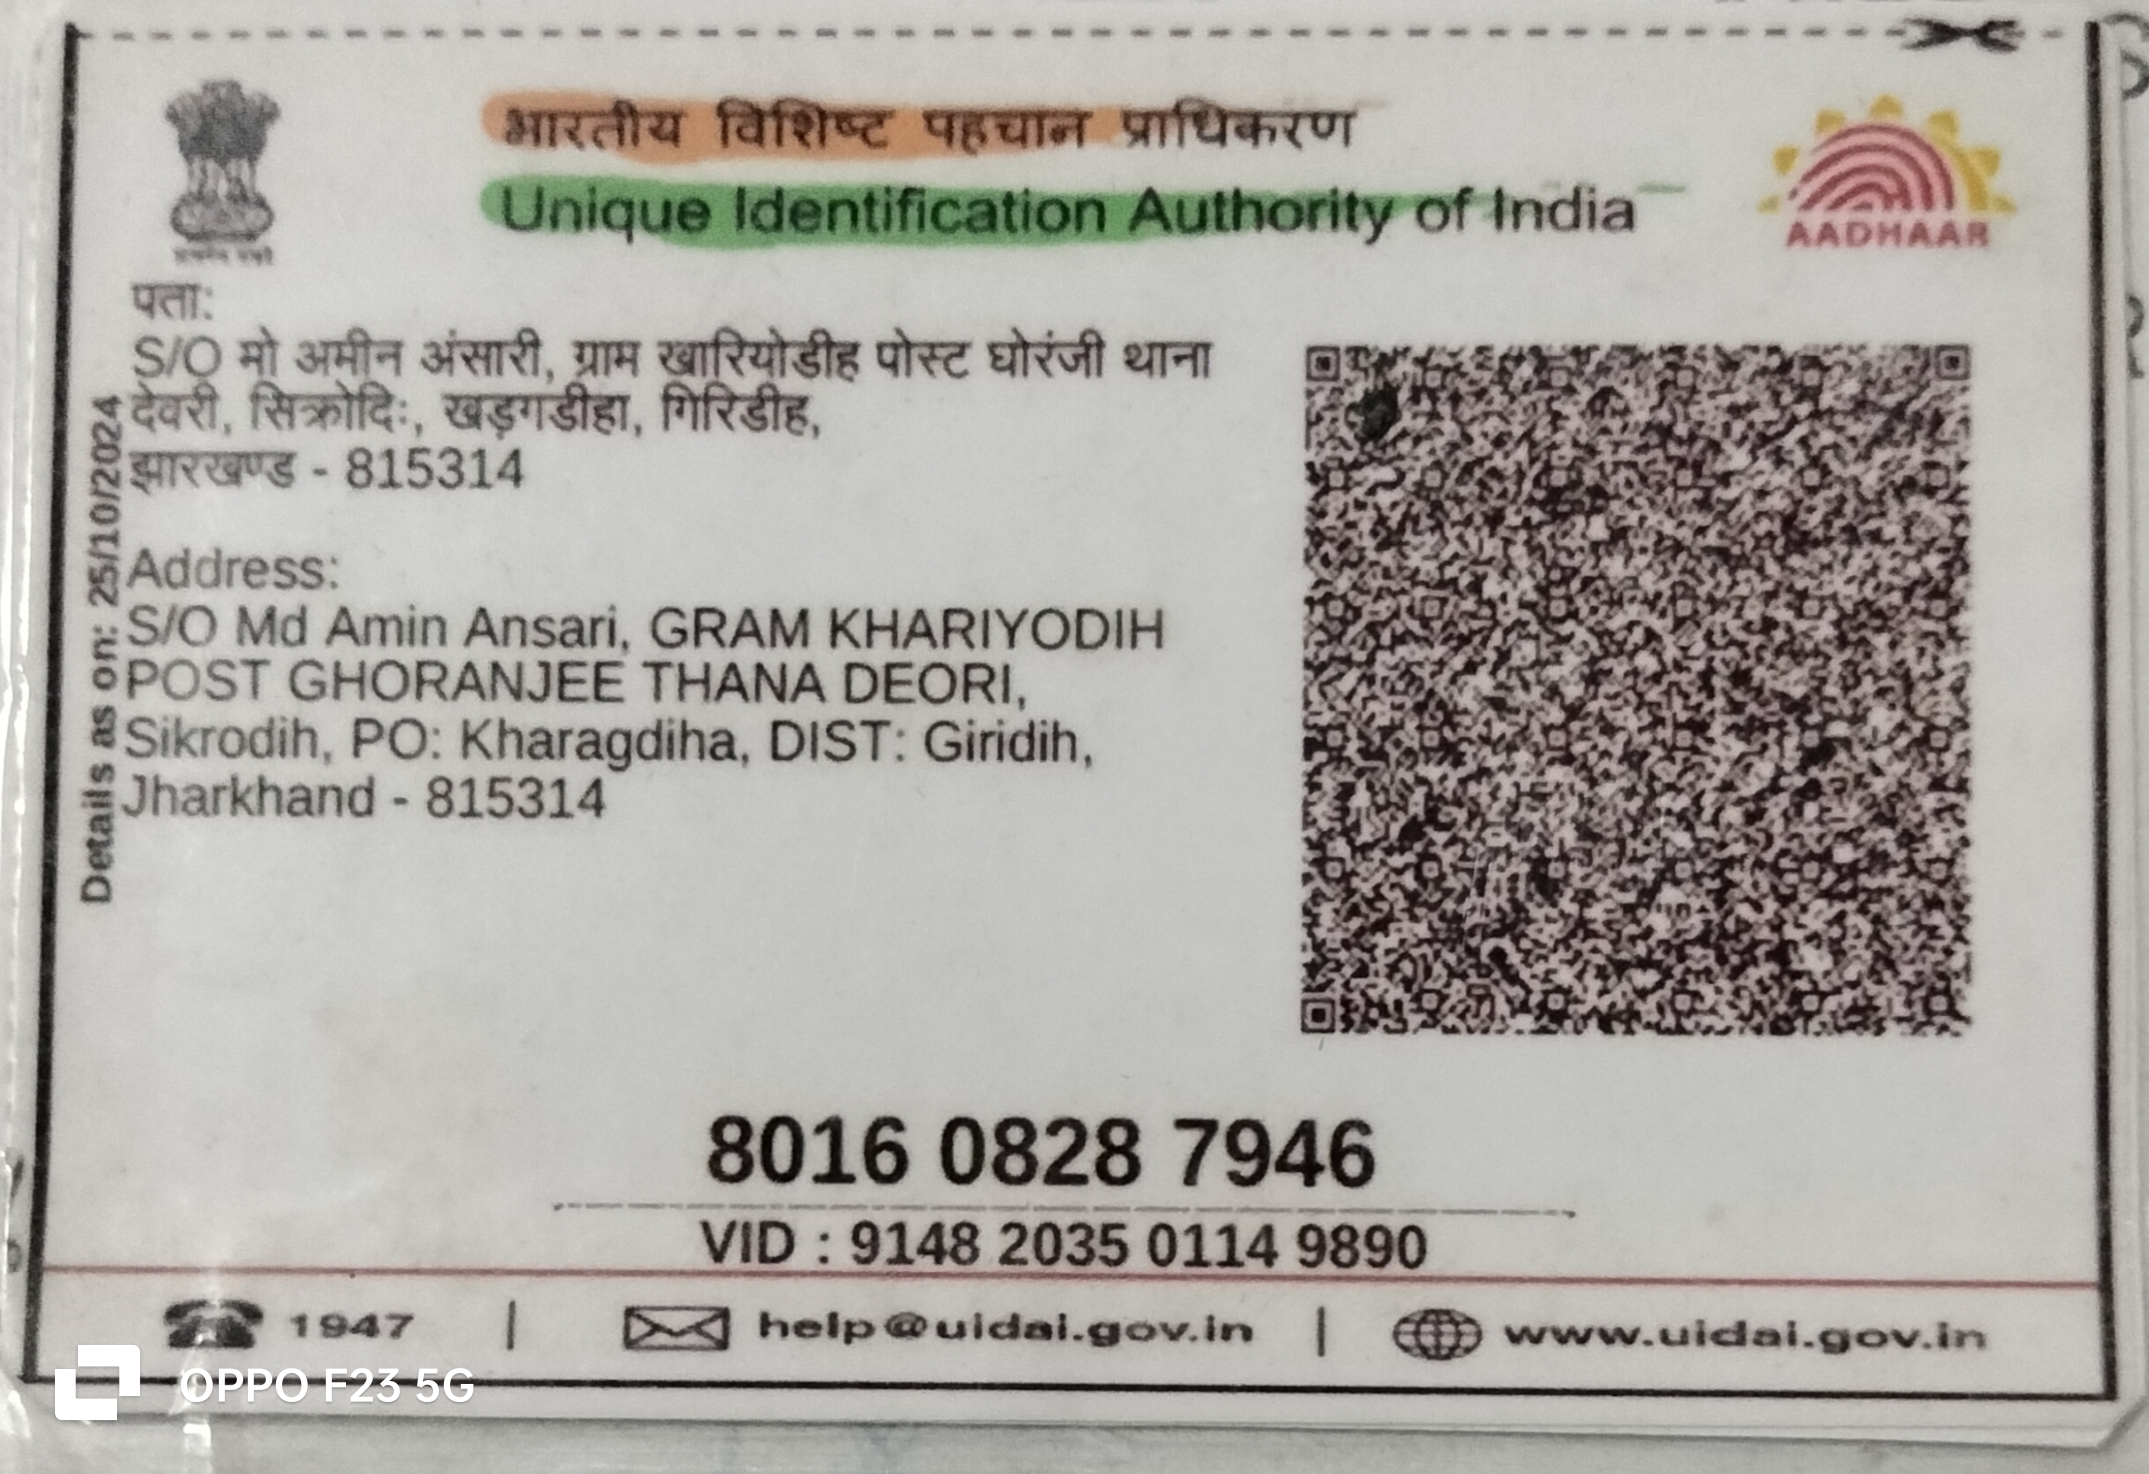 भारतीय विशिष्ट पहचान प्राधिकरण
Unique Identification Authority of India
AADHAAR
पता:
S/O मो अमीन अंसारी, ग्राम खारियोडीह पोस्ट घोरंजी थाना
देवरी, सिक्रोदिः, खड़गडीहा, गिरिडीह,
झारखण्ड - 815314
Address:
S/O Md Amin Ansari, GRAM KHARIYODIH
POST GHORANJEE THANA DEORI,
Sikrodih, PO: Kharagdiha, DIST: Giridih,
Jharkhand - 815314
Details as on: 25/10/2024
8016 0828 7946
VID : 9148 2035 0114 9890
1947 | help@uidai.gov.in | www.uidai.gov.in
OPPO F23 5G